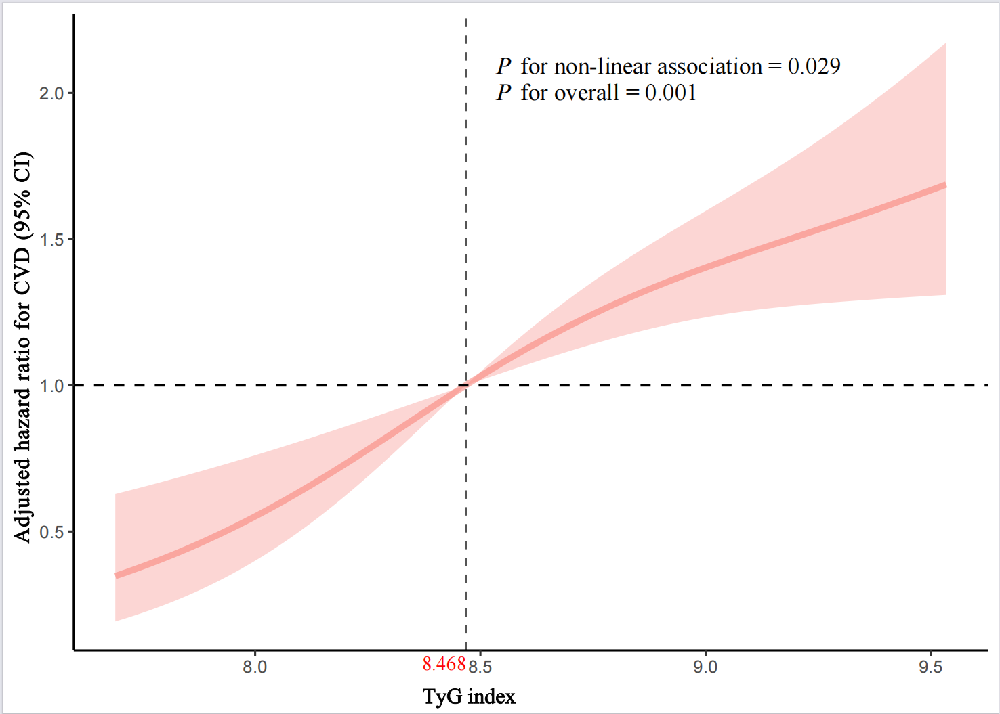 P for non-linear association = 0.029
P for overall = 0.001
Adjusted hazard ratio for CVD (95% CI)
2.0
1.5
1.0
0.5
8.0
8.468
8.5
9.0
9.5
TyG index